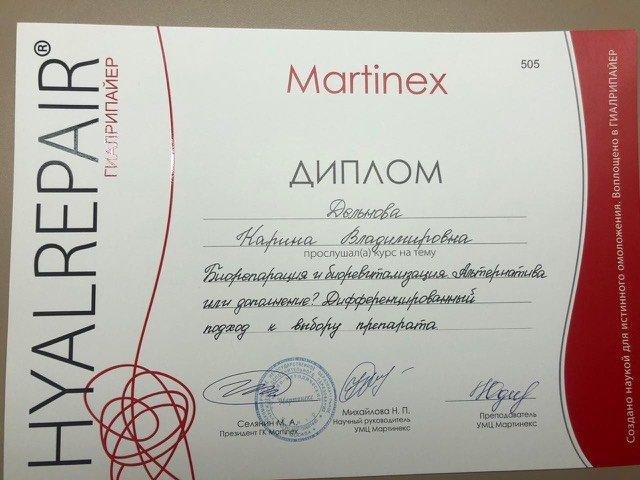 HYALREPAIR®
ГИАЛРИПАЙЕР
Martinex
505
ДИПЛОМ
Дельнова
Карина Владимировна
прослушал(а) курс на тему
Биорепарация и биоревитализация. Альтернатива
или дополнение? Дифференцированный
подход к выбору препарата
Селянин М. А.
Президент ГК Martinex
Михайлова Н. П.
Научный руководитель
УМЦ Мартинекс
Преподаватель
УМЦ Мартинекс
Создано наукой для истинного омоложения. Воплощено в ГИАЛРИПАЙЕР